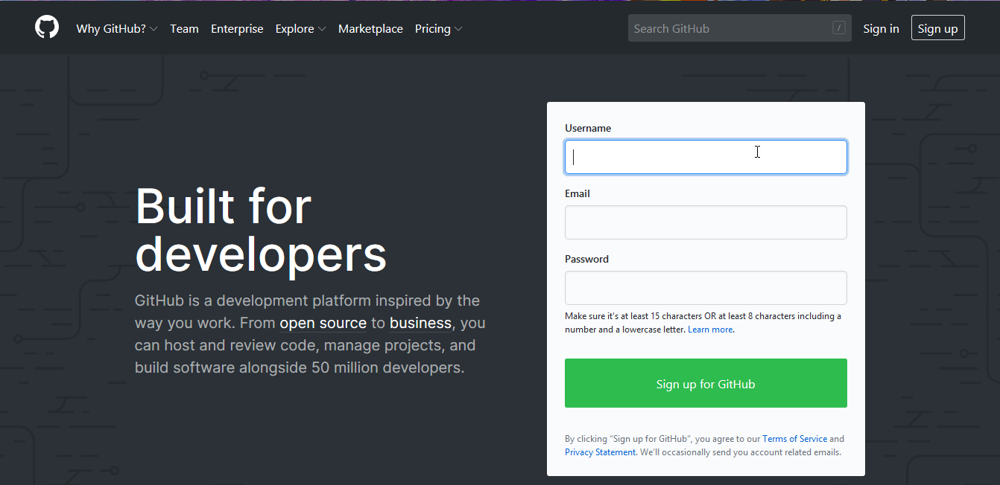 Why GitHub? Team Enterprise Explore Marketplace Pricing Search GitHub / Sign in Sign up
Built for
developers
GitHub is a development platform inspired by the
way you work. From open source to business, you
can host and review code, manage projects, and
build software alongside 50 million developers.
Username
Email
Password
Make sure it's at least 15 characters OR at least 8 characters including a
number and a lowercase letter. Learn more.
Sign up for GitHub
By clicking “Sign up for GitHub”, you agree to our Terms of Service and
Privacy Statement. We’ll occasionally send you account related emails.